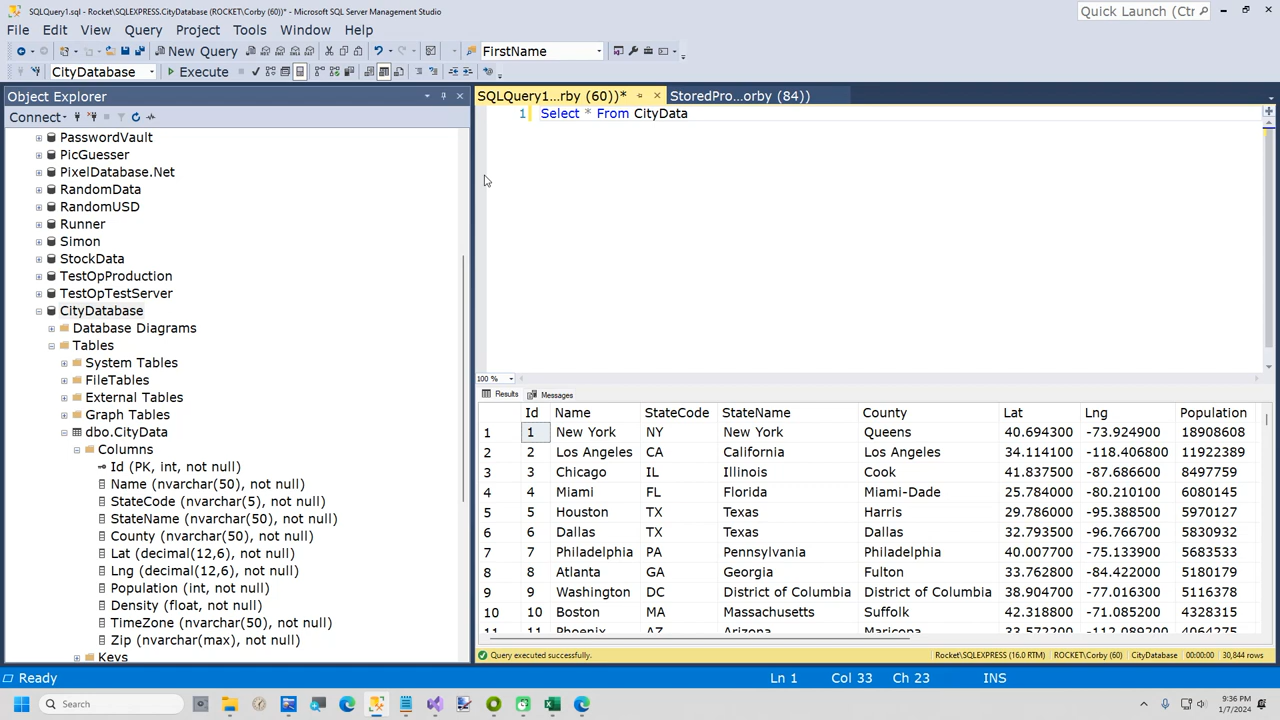 SQLQuery1.sql - Rocket\SQLEXPRESS.CityDatabase (ROCKET\Corby (60))* - Microsoft SQL Server Management Studio
Quick Launch (Ctr
File Edit View Query Project Tools Window Help
New Query
FirstName
CityDatabase
Execute
Object Explorer
SQLQuery1...rby (60))*
StoredPro...orby (84))
Connect
1
Select * From CityData
PasswordVault
PicGuesser
PixelDatabase.Net
RandomData
RandomUSD
Runner
Simon
StockData
TestOpProduction
TestOpTestServer
CityDatabase
Database Diagrams
Tables
System Tables
FileTables
External Tables
Graph Tables
dbo.CityData
Columns
Id (PK, int, not null)
Name (nvarchar(50), not null)
StateCode (nvarchar(5), not null)
StateName (nvarchar(50), not null)
County (nvarchar(50), not null)
Lat (decimal(12,6), not null)
Lng (decimal(12,6), not null)
Population (int, not null)
Density (float, not null)
TimeZone (nvarchar(50), not null)
Zip (nvarchar(max), not null)
Keys
100 %
Results Messages
Id Name StateCode StateName County Lat Lng Population
1 1 New York NY New York Queens 40.694300 -73.924900 18908608
2 2 Los Angeles CA California Los Angeles 34.114100 -118.406800 11922389
3 3 Chicago IL Illinois Cook 41.837500 -87.686600 8497759
4 4 Miami FL Florida Miami-Dade 25.784000 -80.210100 6080145
5 5 Houston TX Texas Harris 29.786000 -95.388500 5970127
6 6 Dallas TX Texas Dallas 32.793500 -96.766700 5830932
7 7 Philadelphia PA Pennsylvania Philadelphia 40.007700 -75.133900 5683533
8 8 Atlanta GA Georgia Fulton 33.762800 -84.422000 5180179
9 9 Washington DC District of Columbia District of Columbia 38.904700 -77.016300 5116378
10 10 Boston MA Massachusetts Suffolk 42.318800 -71.085200 4328315
11 11 Phoenix AZ Arizona Maricopa 33.572200 -112.089200 4064275
Query executed successfully.
Rocket\SQLEXPRESS (16.0 RTM) ROCKET\Corby (60) CityDatabase 00:00:00 30,844 rows
Ready
Ln 1 Col 33 Ch 23 INS
Search
9:36 PM
1/7/2024